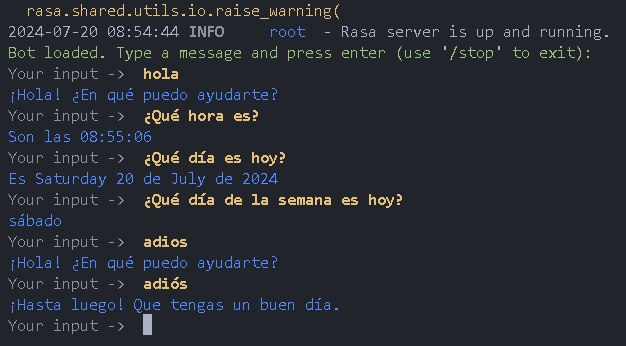 rasa.shared.utils.io.raise_warning(
2024-07-20 08:54:44 INFO     root  - Rasa server is up and running.
Bot loaded. Type a message and press enter (use '/stop' to exit):
Your input ->  hola
¡Hola! ¿En qué puedo ayudarte?
Your input ->  ¿Qué hora es?
Son las 08:55:06
Your input ->  ¿Qué día es hoy?
Es Saturday 20 de July de 2024
Your input ->  ¿Qué día de la semana es hoy?
sábado
Your input ->  adios
¡Hola! ¿En qué puedo ayudarte?
Your input ->  adiós
¡Hasta luego! Que tengas un buen día.
Your input ->